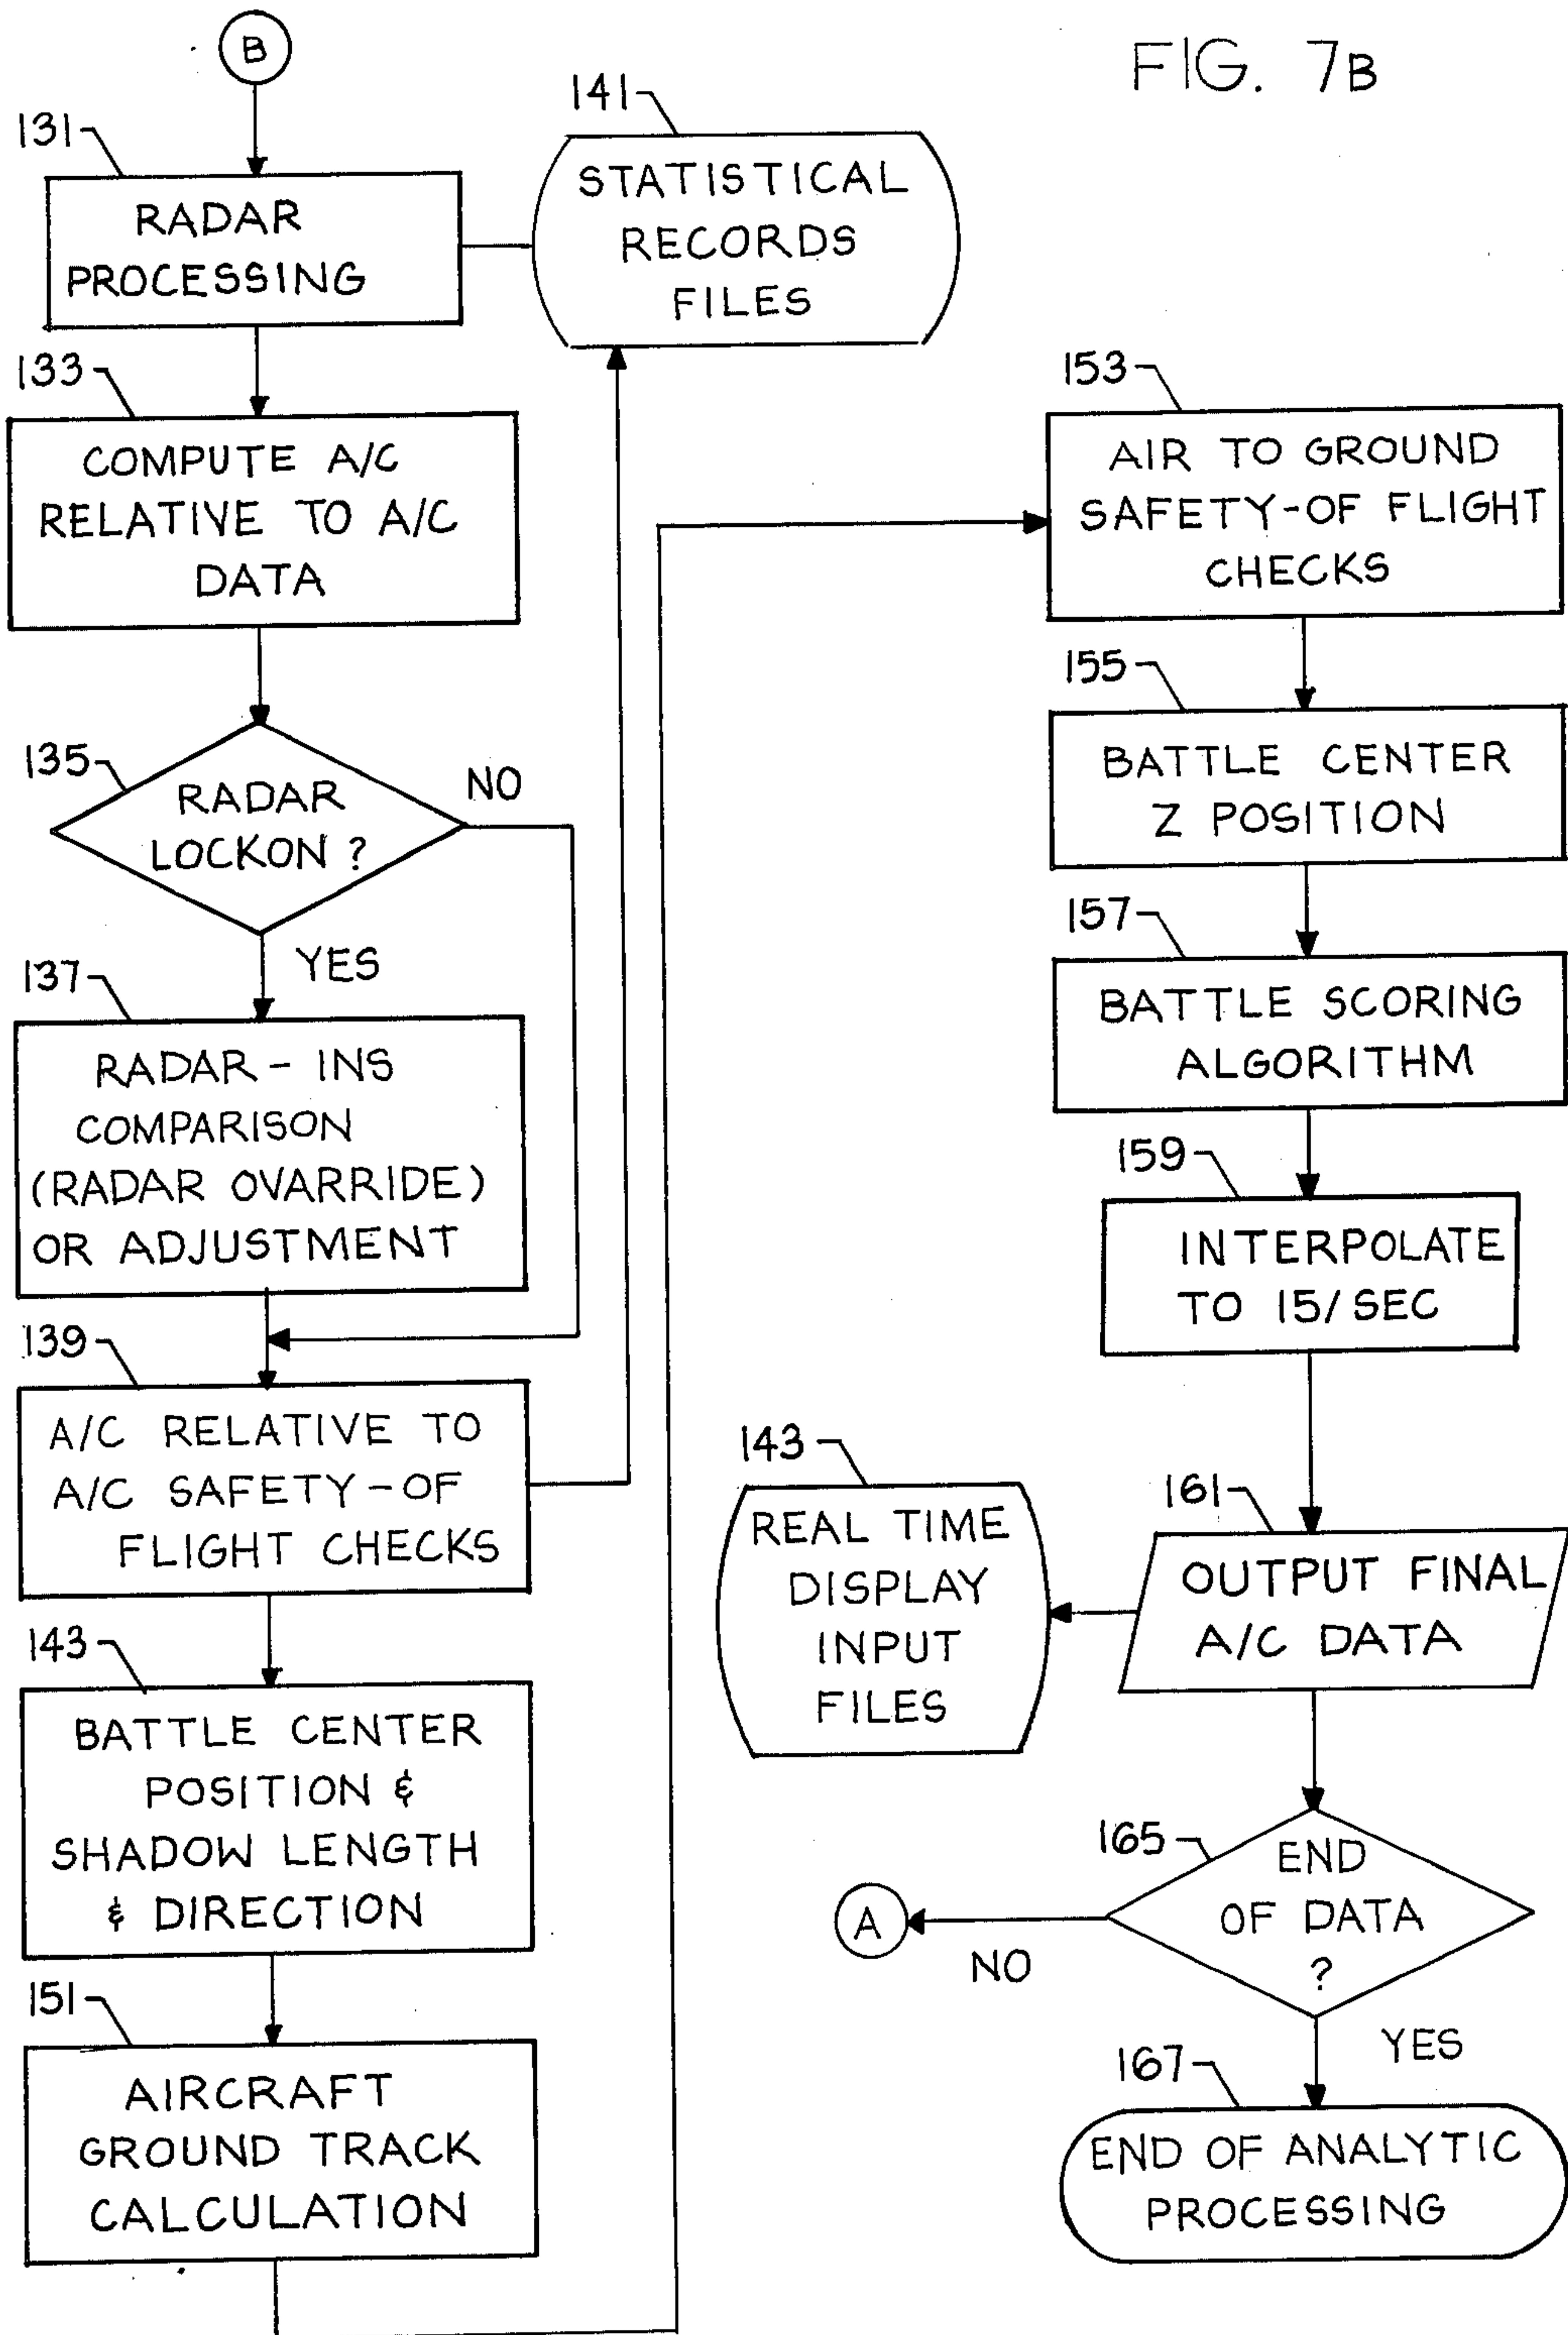 FIG. 7B
B
131
RADAR
PROCESSING
141
STATISTICAL
RECORDS
FILES
133
COMPUTE A/C
RELATIVE TO A/C
DATA
135
RADAR
LOCKON ?
NO
YES
137
RADAR - INS
COMPARISON
(RADAR OVARRIDE)
OR ADJUSTMENT
139
A/C RELATIVE TO
A/C SAFETY-OF
FLIGHT CHECKS
143
BATTLE CENTER
POSITION &
SHADOW LENGTH
& DIRECTION
151
AIRCRAFT
GROUND TRACK
CALCULATION
153
AIR TO GROUND
SAFETY-OF FLIGHT
CHECKS
155
BATTLE CENTER
Z POSITION
157
BATTLE SCORING
ALGORITHM
159
INTERPOLATE
TO 15/SEC
161
OUTPUT FINAL
A/C DATA
143
REAL TIME
DISPLAY
INPUT
FILES
165
END
OF DATA
?
NO
A
YES
167
END OF ANALYTIC
PROCESSING